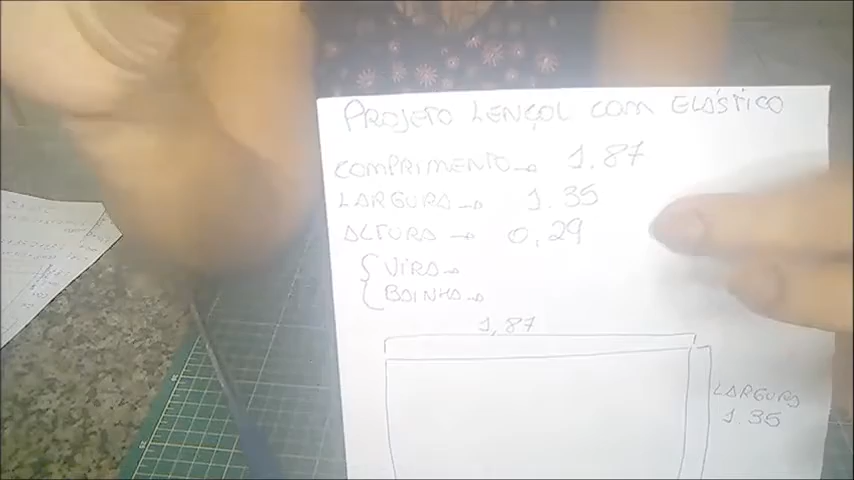 PROJETO LENÇOL COM ELÁSTICO
COMPRIMENTO → 1.87
LARGURA → 1.35
ALTURA → 0,29
VIRA →
BAINHA →
1,87
LARGURA
1.35